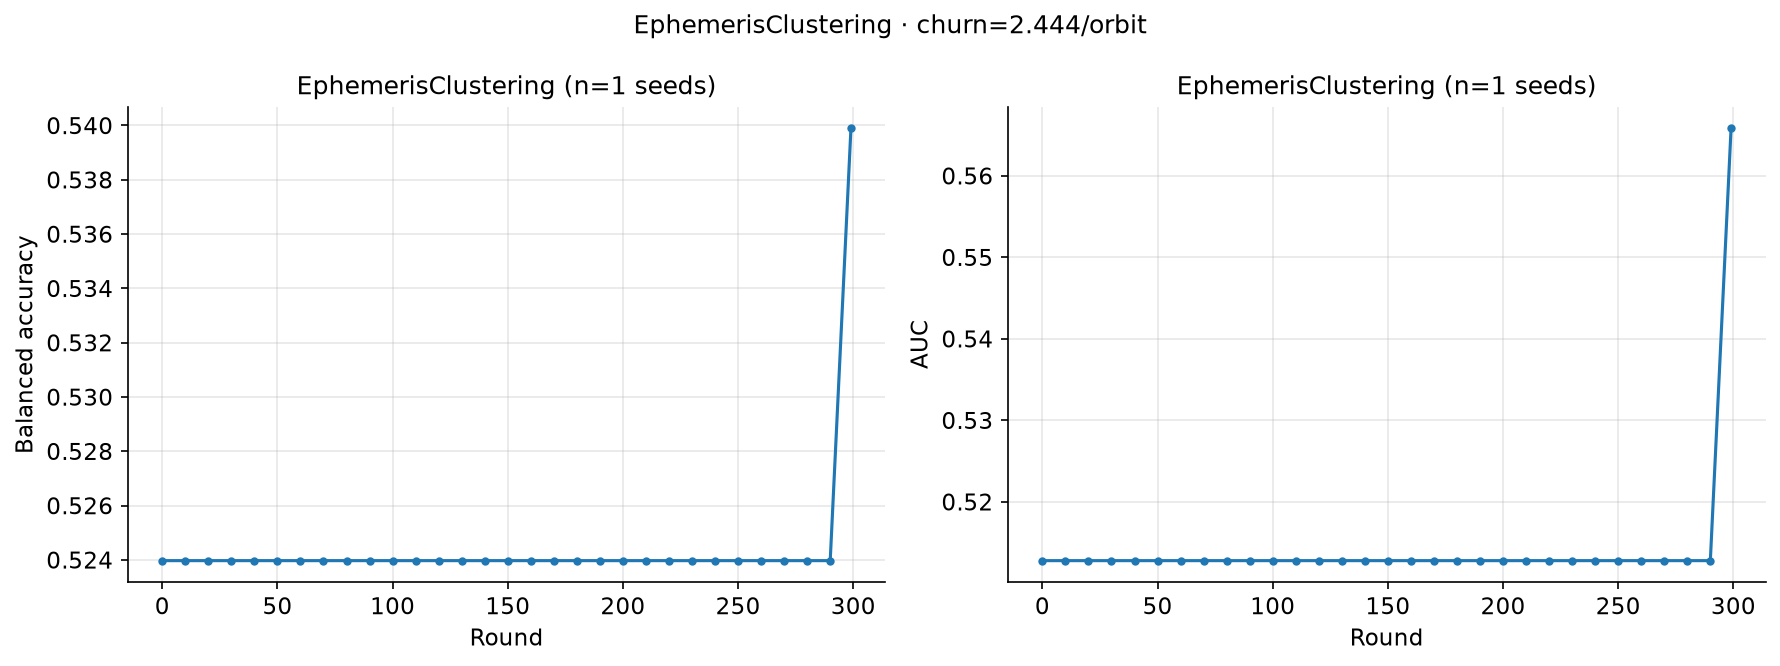 EphemerisClustering · churn=2.444/orbit
EphemerisClustering (n=1 seeds)
Balanced accuracy
0.540
0.538
0.536
0.534
0.532
0.530
0.528
0.526
0.524
0 50 100 150 200 250 300
Round
EphemerisClustering (n=1 seeds)
AUC
0.56
0.55
0.54
0.53
0.52
0 50 100 150 200 250 300
Round